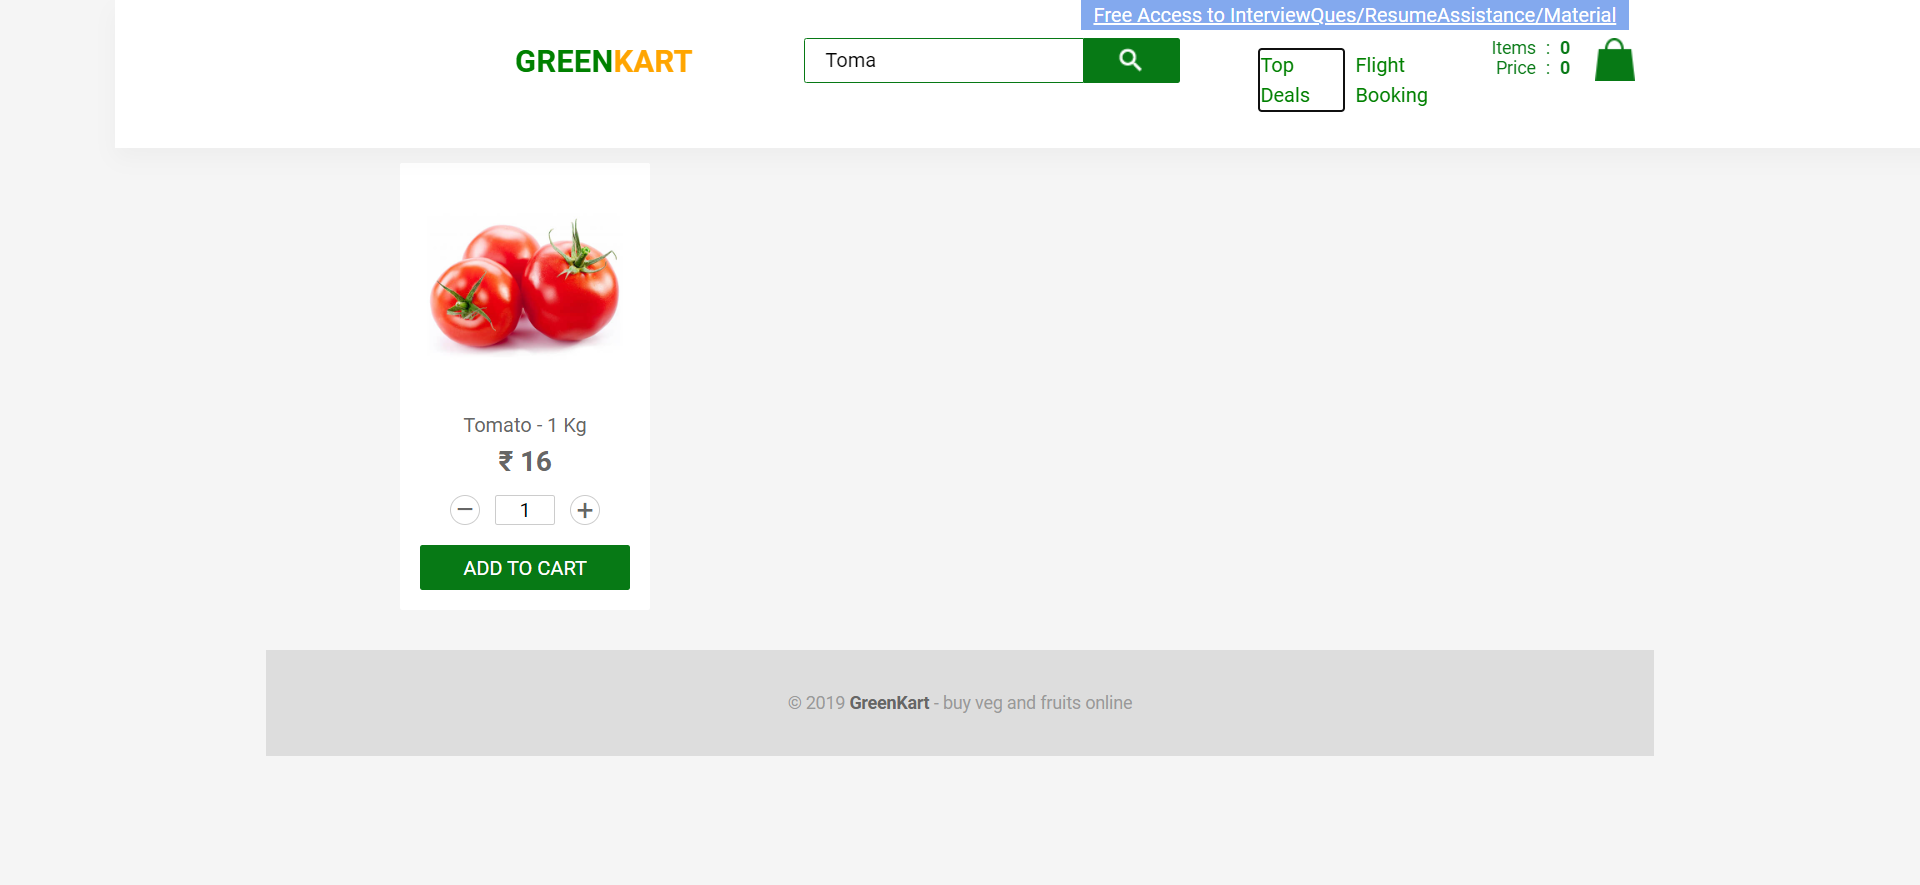 Free Access to InterviewQues/ResumeAssistance/Material
GREENKART
Toma
Top
Deals
Flight
Booking
Items : 0
Price : 0
Tomato - 1 Kg
₹ 16
− 1 +
ADD TO CART
© 2019 GreenKart - buy veg and fruits online